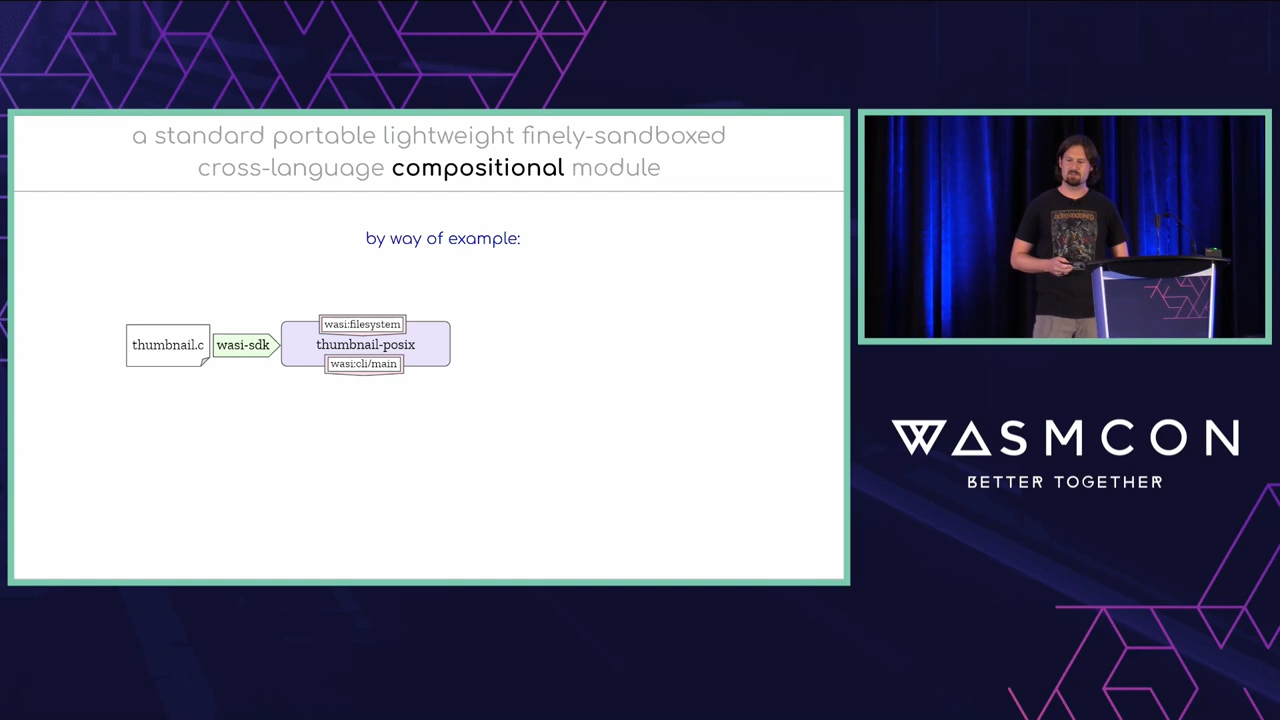 a standard portable lightweight finely-sandboxed
cross-language compositional module
by way of example:
thumbnail.c
wasi-sdk
wasi:filesystem
thumbnail-posix
wasi:cli/main
WASMCON
BETTER TOGETHER